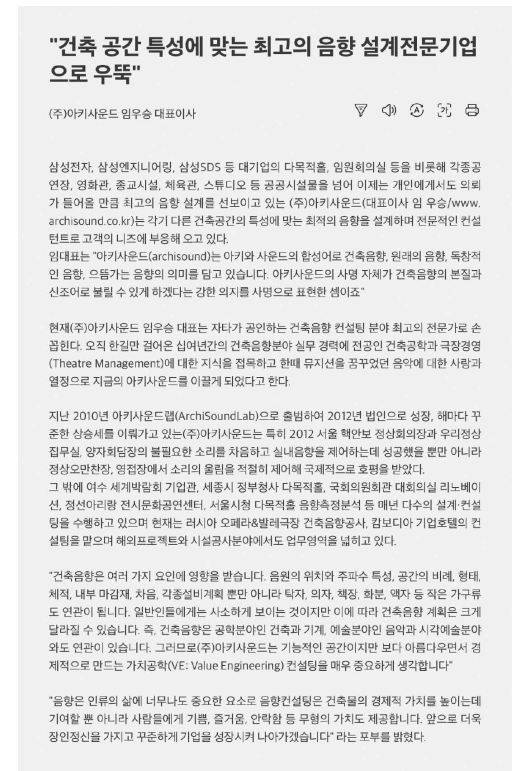 "건축 공간 특성에 맞는 최고의 음향 설계전문기업
으로 우뚝"
(주)아키사운드 임우승 대표이사
가
삼성전자, 삼성엔지니어링, 삼성SDS 등 대기업의 다목적홀, 임원회의실 등을 비롯해 각종공
연장, 영화관, 종교시설, 체육관, 스튜디오 등 공공시설물을 넘어 이제는 개인에게서도 의뢰
가 들어올 만큼 최고의 음향 설계를 선보이고 있는 (주)아키사운드(대표이사 임 우승/www.
archisound.co.kr)는 각기 다른 건축공간의 특성에 맞는 최적의 음향을 설계하며 전문적인 컨설
턴트로 고객의 니즈에 부응해 오고 있다.
임대표는 "아키사운드(archisound)는 아키와 사운드의 합성어로 건축음향, 원래의 음향, 독창적
인 음향, 으뜸가는 음향의 의미를 담고 있습니다. 아키사운드의 사명 자체가 건축음향의 본질과
신조어로 불릴 수 있게 하겠다는 강한 의지를 사명으로 표현한 셈이죠"
현재(주)아키사운드 임우승 대표는 자타가 공인하는 건축음향 컨설팅 분야 최고의 전문가로 손
꼽힌다. 오직 한길만 걸어온 십여년간의 건축음향분야 실무 경력에 전공인 건축공학과 극장경영
(Theatre Management)에 대한 지식을 접목하고 한때 뮤지션을 꿈꾸었던 음악에 대한 사랑과
열정으로 지금의 아키사운드를 이끌게 되었다고 한다.
지난 2010년 아키사운드랩(ArchiSoundLab)으로 출범하여 2012년 법인으로 성장, 해마다 꾸
준한 상승세를 이뤄가고 있는(주)아키사운드는 특히 2012 서울 핵안보 정상회의장과 우리정상
집무실, 양자회담장의 불필요한 소리를 차음하고 실내음향을 제어하는데 성공했을 뿐만 아니라
정상오만찬장, 영접장에서 소리의 울림을 적절히 제어해 국제적으로 호평을 받았다.
그 밖에 여수 세계박람회 기업관, 세종시 정부청사 다목적홀, 국회의원회관 대회의실 리노베이
션, 정선아리랑 전시문화공연센터, 서울시청 다목적홀 음향측정분석 등 매년 다수의 설계·컨설
팅을 수행하고 있으며 현재는 러시아 오페라&발레극장 건축음향공사, 캄보디아 기업호텔의 컨
설팅을 맡으며 해외프로젝트와 시설공사분야에서도 업무영역을 넓히고 있다.
"건축음향은 여러 가지 요인에 영향을 받습니다. 음원의 위치와 주파수 특성, 공간의 비례, 형태,
체적, 내부 마감재, 차음, 각종설비계획 뿐만 아니라 탁자, 의자, 책장, 화분, 액자 등 작은 가구류
도 연관이 됩니다. 일반인들에게는 사소하게 보이는 것이지만 이에 따라 건축음향 계획은 크게
달라질 수 있습니다. 즉, 건축음향은 공학분야인 건축과 기계, 예술분야인 음악과 시각예술분야
와도 연관이 있습니다. 그러므로(주)아키사운드는 기능적인 공간이지만 보다 아름다우면서 경
제적으로 만드는 가치공학(VE: Value Engineering) 컨설팅을 매우 중요하게 생각합니다"
"음향은 인류의 삶에 너무나도 중요한 요소로 음향컨설팅은 건축물의 경제적 가치를 높이는데
기여할 뿐 아니라 사람들에게 기쁨, 즐거움, 안락함 등 무형의 가치도 제공합니다. 앞으로 더욱
장인정신을 가지고 꾸준하게 기업을 성장시켜 나아가겠습니다" 라는 포부를 밝혔다.